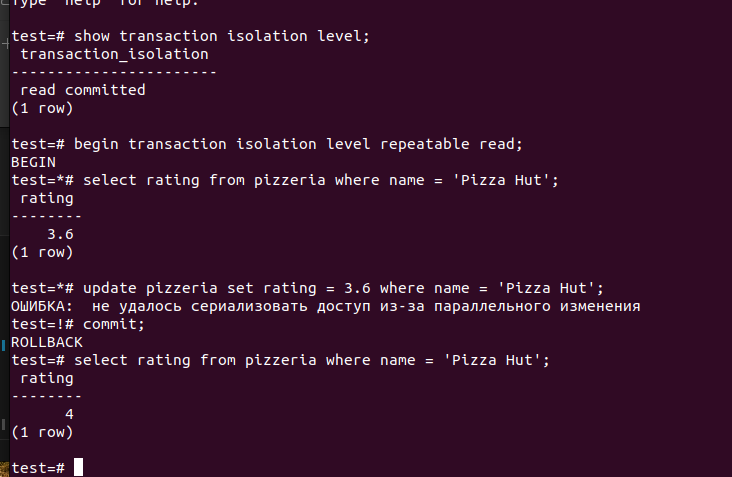 Type "help" for help.
test=# show transaction isolation level;
transaction_isolation
-----------------------
read committed
(1 row)
test=# begin transaction isolation level repeatable read;
BEGIN
test=*# select rating from pizzeria where name = 'Pizza Hut';
rating
--------
3.6
(1 row)
test=*# update pizzeria set rating = 3.6 where name = 'Pizza Hut';
ОШИБКА:  не удалось сериализовать доступ из-за параллельного изменения
test=!# commit;
ROLLBACK
test=# select rating from pizzeria where name = 'Pizza Hut';
rating
--------
4
(1 row)
test=#